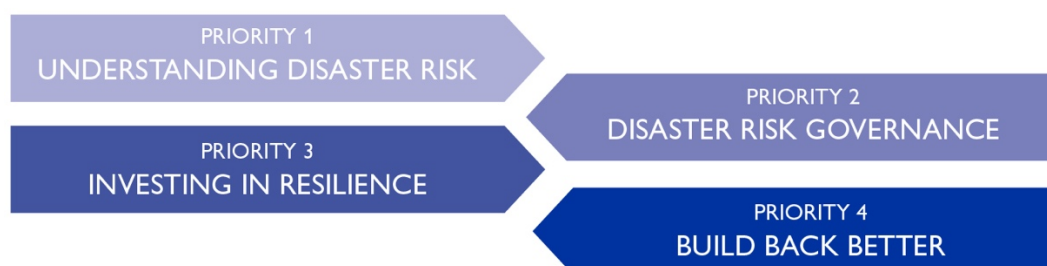 PRIORITY 1
UNDERSTANDING DISASTER RISK
PRIORITY 2
DISASTER RISK GOVERNANCE
PRIORITY 3
INVESTING IN RESILIENCE
PRIORITY 4
BUILD BACK BETTER